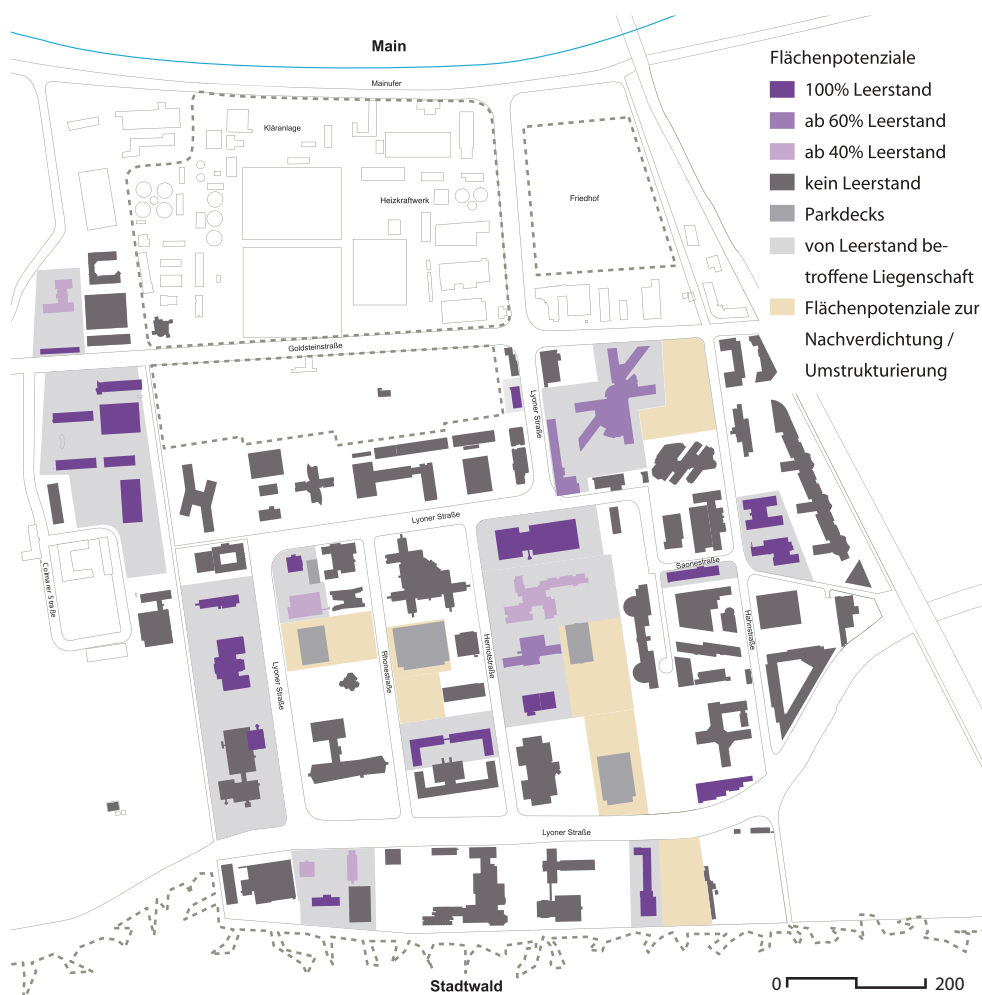 Main
Mainufer
Flächenpotenziale
100% Leerstand
ab 60% Leerstand
ab 40% Leerstand
kein Leerstand
Parkdecks
von Leerstand be-
troffene Liegenschaft
Flächenpotenziale zur
Nachverdichtung /
Umstrukturierung
Kläranlage
Heizkraftwerk
Friedhof
Goldsteinstraße
Lyoner Straße
Lyoner Straße
Saonestraße
Colmarer Straße
Lyoner Straße
Rhonestraße
Herriotstraße
Hahnstraße
Lyoner Straße
Stadtwald
0 200